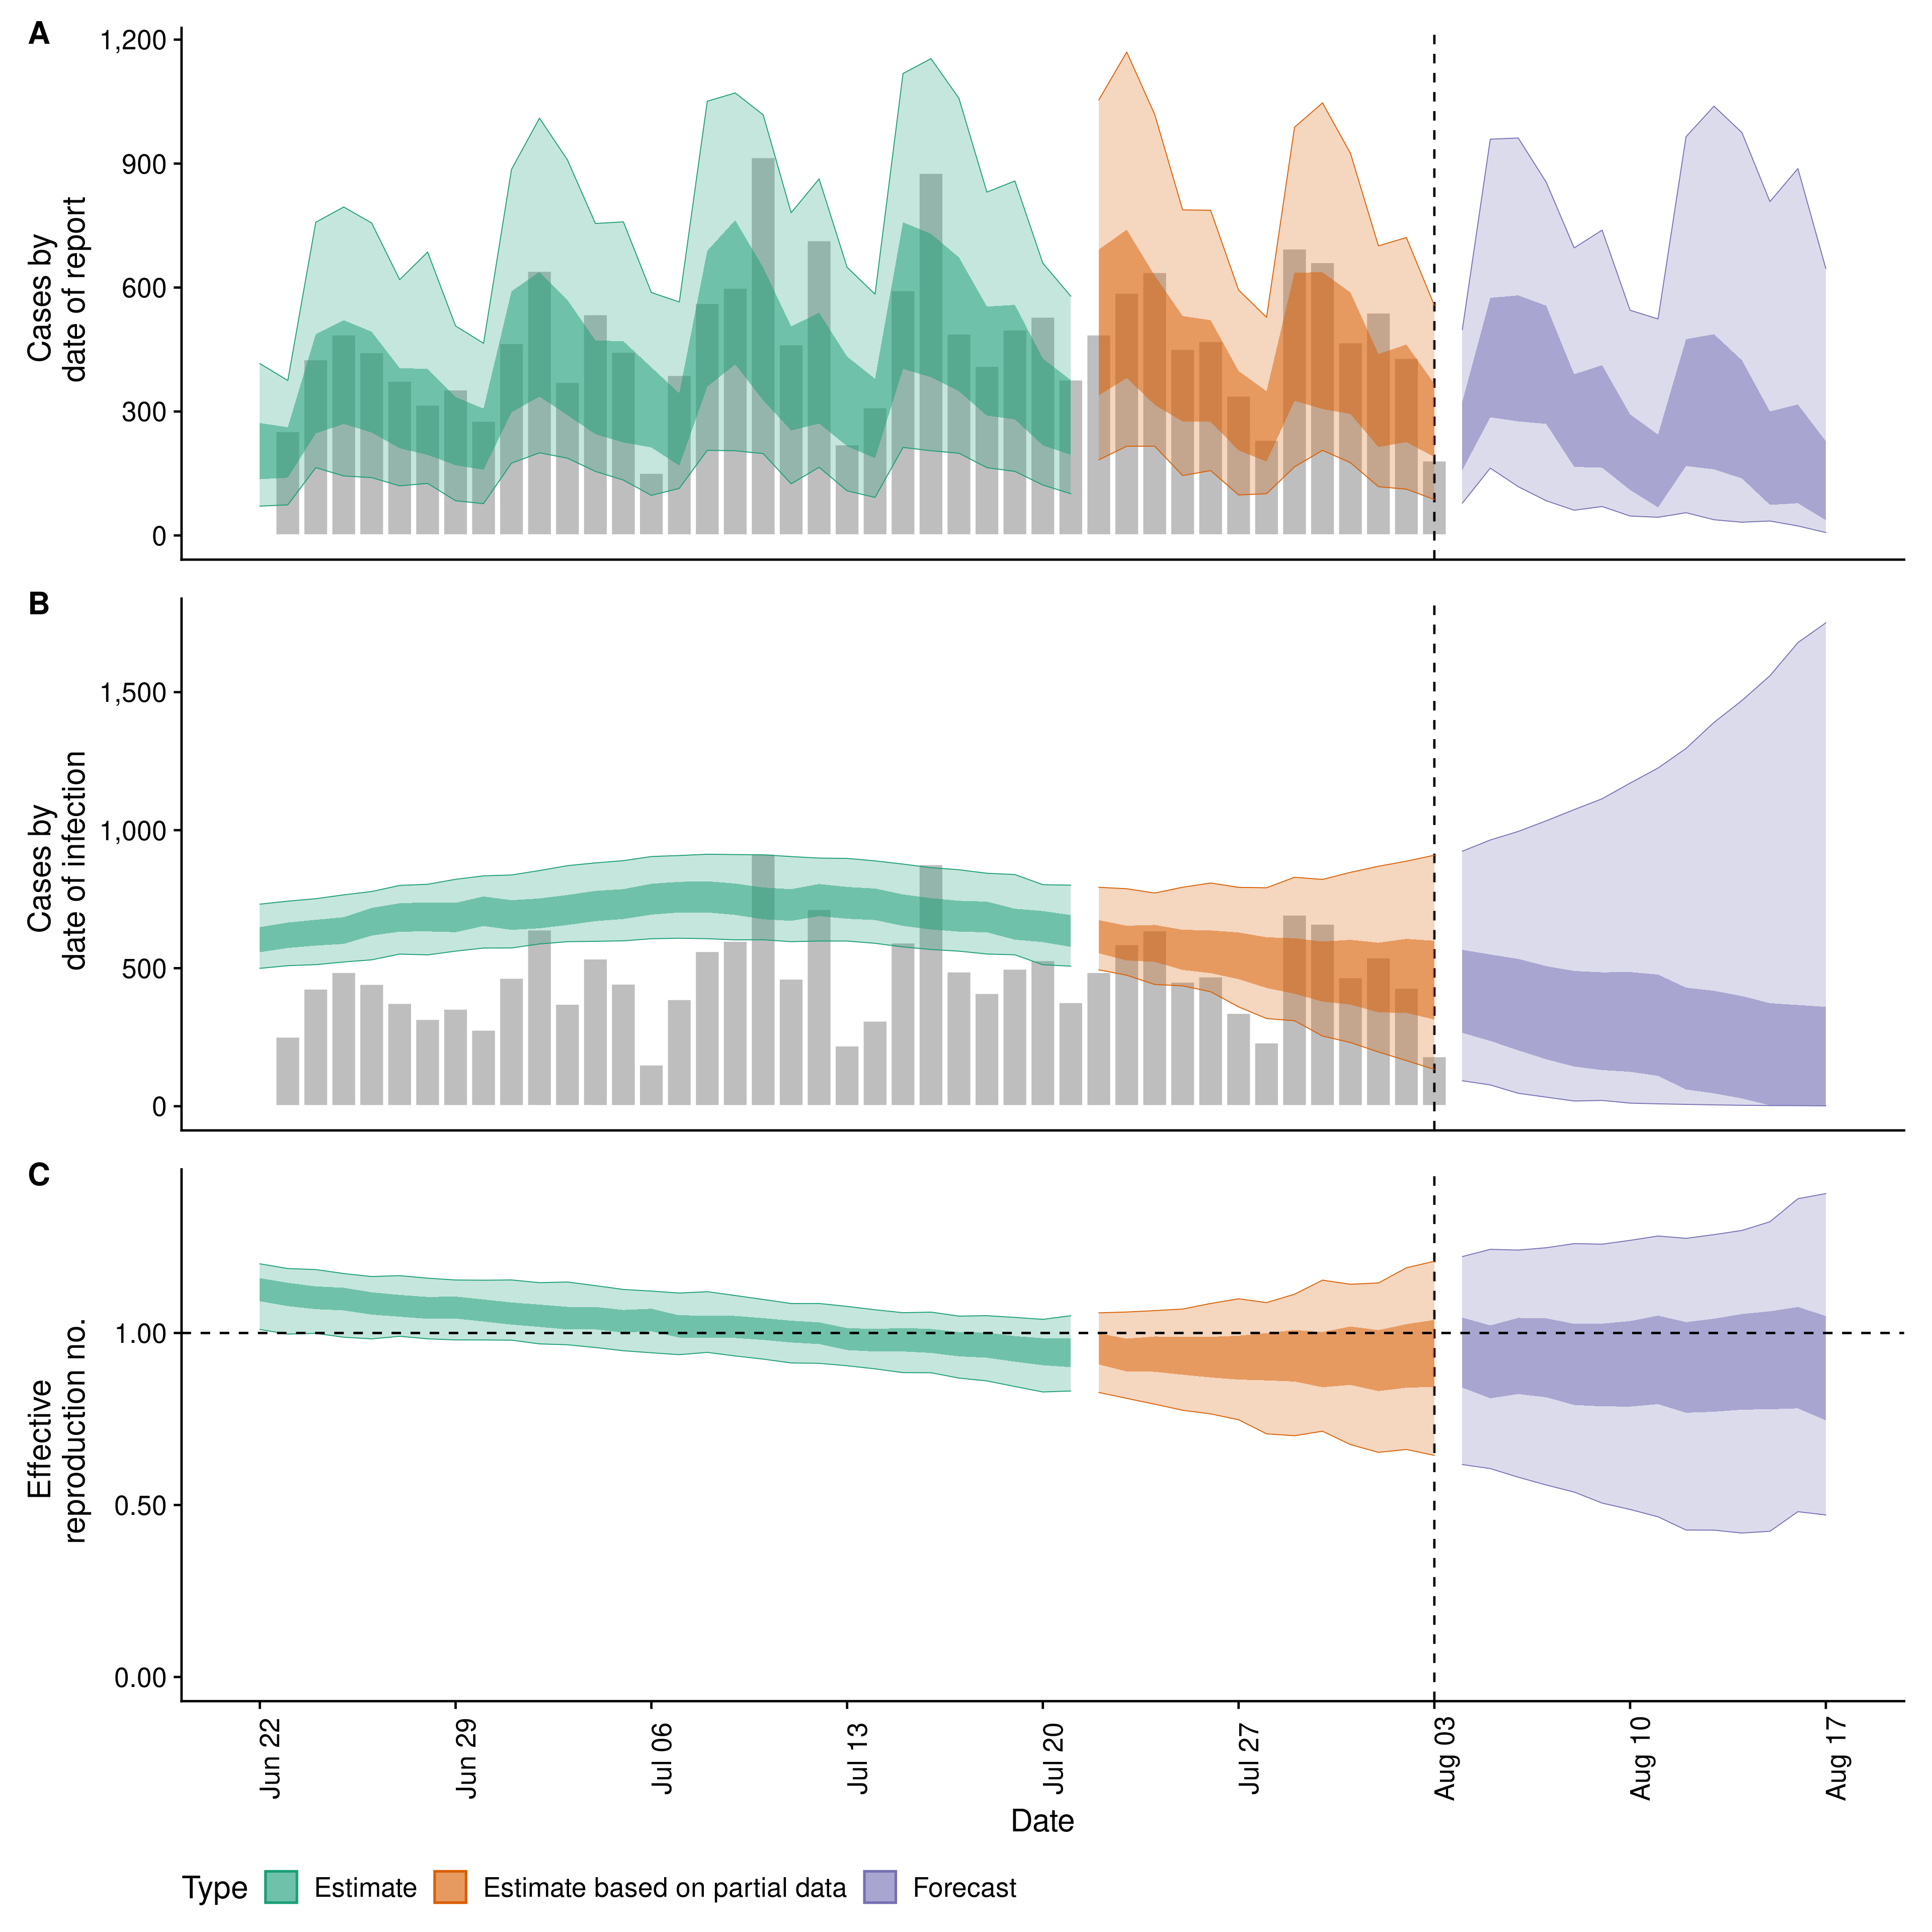 A
Cases by
date of report
1,200
900
600
300
0
B
Cases by
date of infection
1,500
1,000
500
0
C
Effective
reproduction no.
1.00
0.50
0.00
Jun 22
Jun 29
Jul 06
Jul 13
Jul 20
Jul 27
Aug 03
Aug 10
Aug 17
Date
Type Estimate Estimate based on partial data Forecast